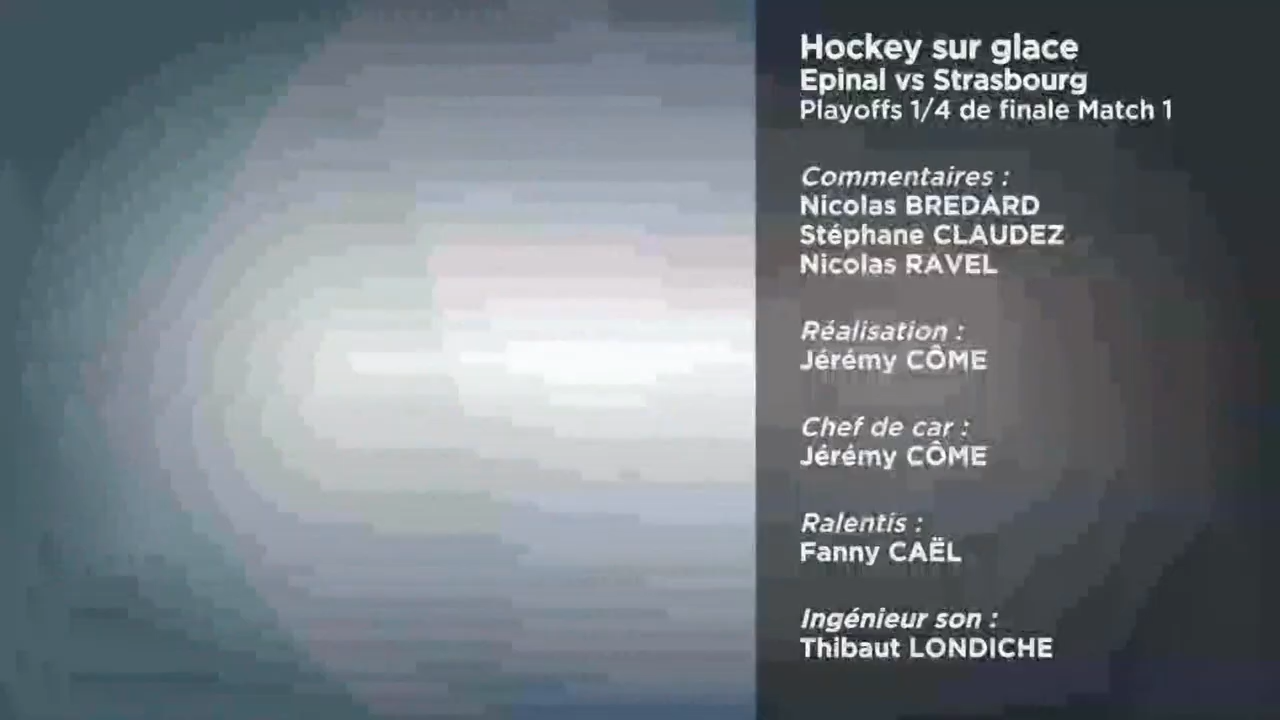 Hockey sur glace
Epinal vs Strasbourg
Playoffs 1/4 de finale Match 1
Commentaires :
Nicolas BREDARD
Stéphane CLAUDEZ
Nicolas RAVEL
Réalisation :
Jérémy CÔME
Chef de car :
Jérémy CÔME
Ralentis :
Fanny CAËL
Ingénieur son :
Thibaut LONDICHE